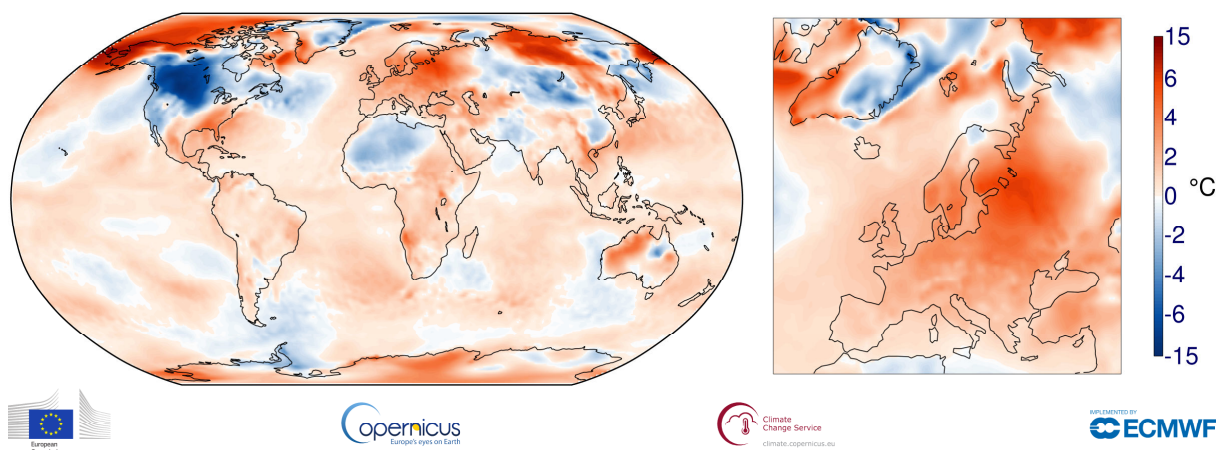 15
6
4
2
0
-2
-4
-6
-15
°C
European
opernicus
Europe's eyes on Earth
Climate
Change Service
climate.copernicus.eu
IMPLEMENTED BY
ECMWF